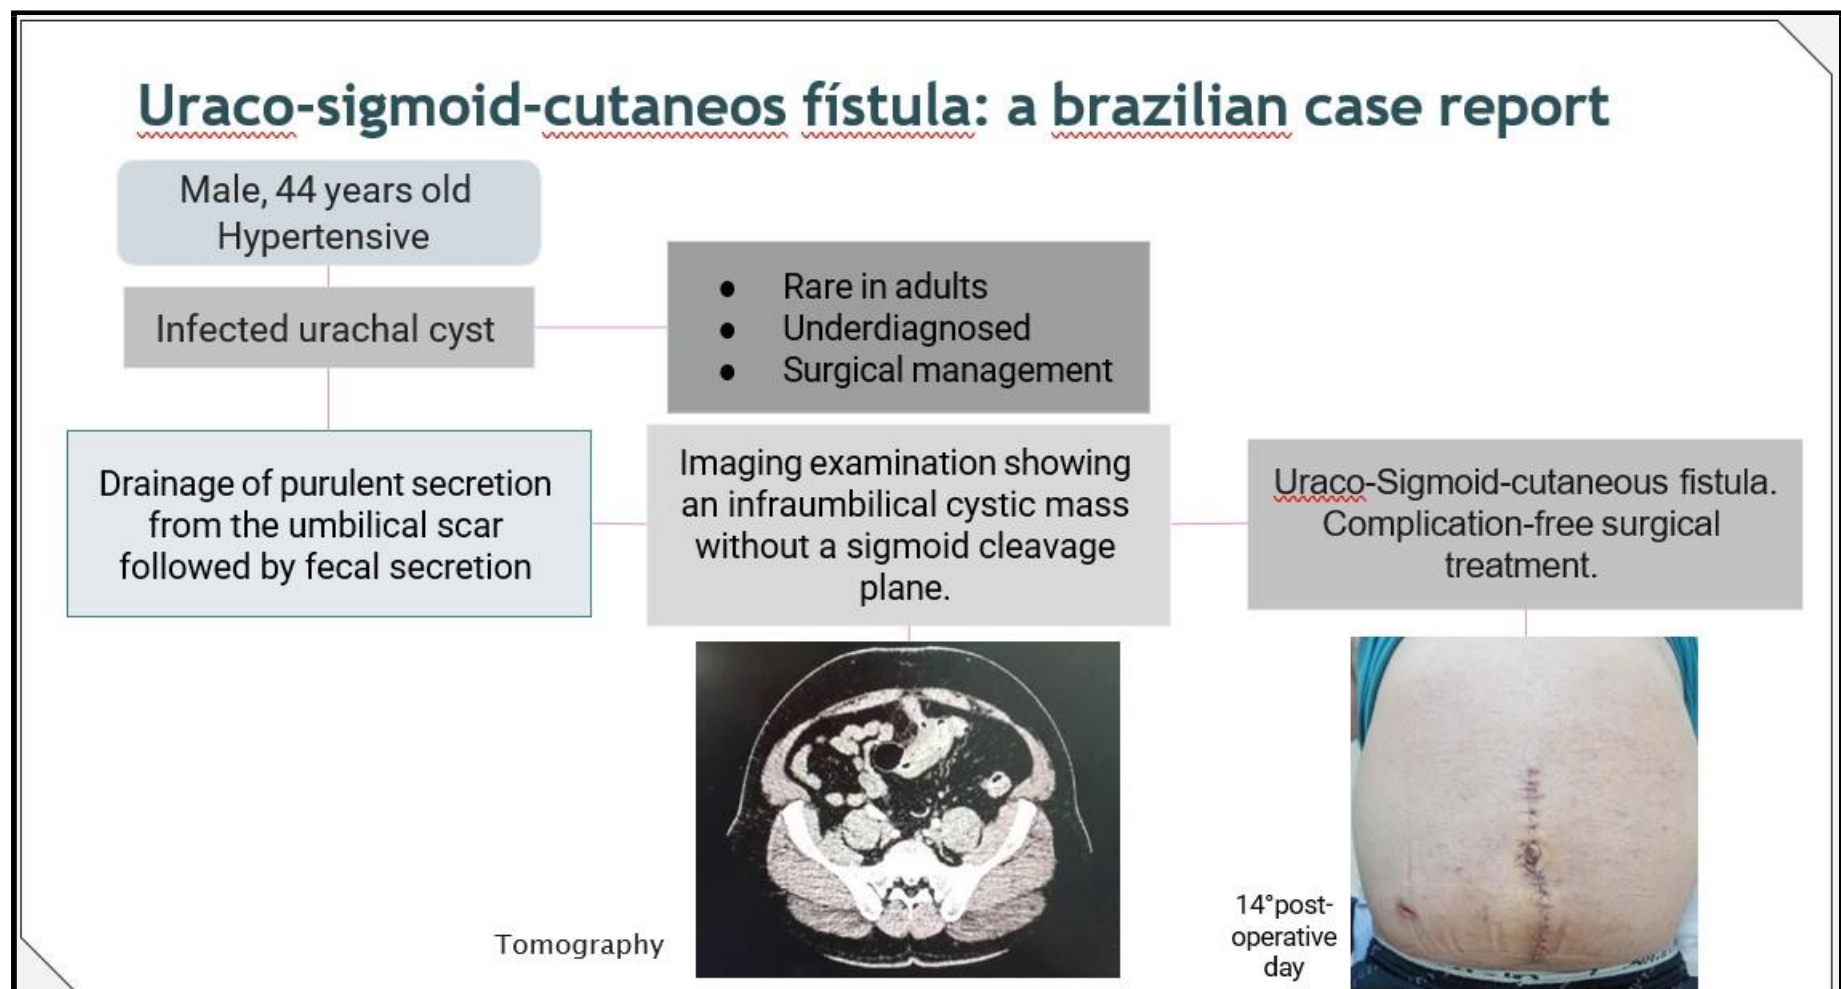 Uraco-sigmoid-cutaneos fístula: a brazilian case report
Male, 44 years old
Hypertensive
Infected urachal cyst
● Rare in adults
● Underdiagnosed
● Surgical management
Drainage of purulent secretion
from the umbilical scar
followed by fecal secretion
Imaging examination showing
an infraumbilical cystic mass
without a sigmoid cleavage
plane.
Uraco-Sigmoid-cutaneous fistula.
Complication-free surgical
treatment.
Tomography
14°post-
operative
day